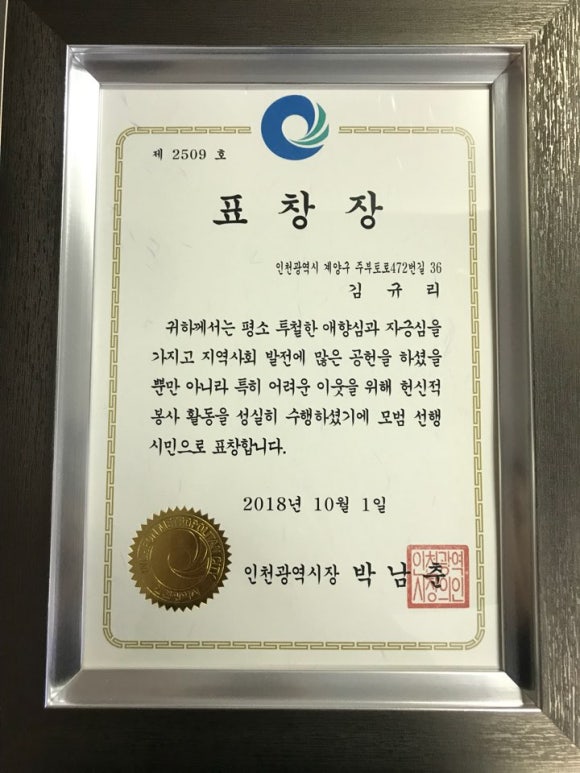 제 2509 호
표 창 장
인천광역시 계양구 주부토로472번길 36
김 규 리
귀하께서는 평소 투철한 애향심과 자긍심을
가지고 지역사회 발전에 많은 공헌을 하셨을
뿐만 아니라 특히 어려운 이웃을 위해 헌신적
봉사 활동을 성실히 수행하셨기에 모범 선행
시민으로 표창합니다.
2018년 10월 1일
인천광역시장 박 남 춘
인천광역
시장의인